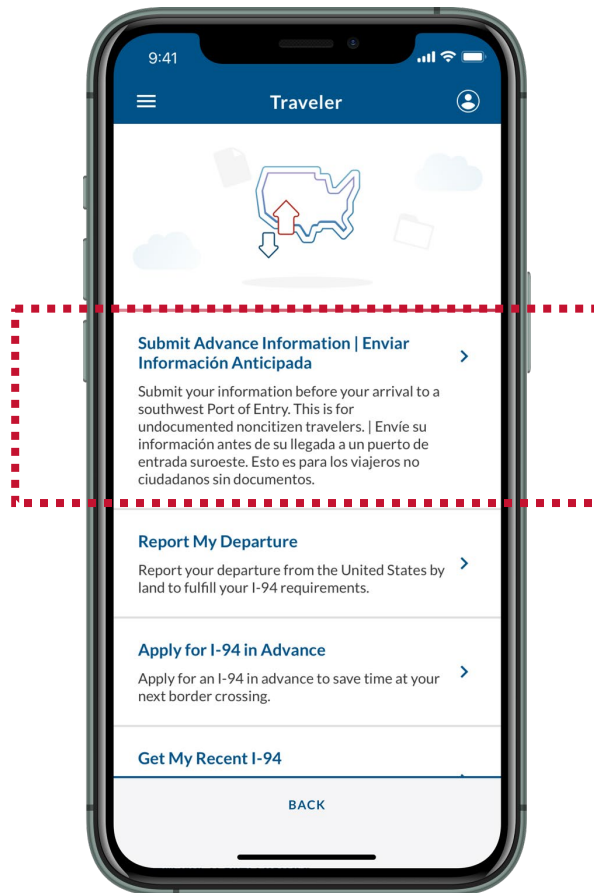 9:41
Traveler
Submit Advance Information | Enviar
Información Anticipada
Submit your information before your arrival to a
southwest Port of Entry. This is for
undocumented noncitizen travelers. | Envíe su
información antes de su llegada a un puerto de
entrada suroeste. Esto es para los viajeros no
ciudadanos sin documentos.
Report My Departure
Report your departure from the United States by
land to fulfill your I-94 requirements.
Apply for I-94 in Advance
Apply for an I-94 in advance to save time at your
next border crossing.
Get My Recent I-94
BACK